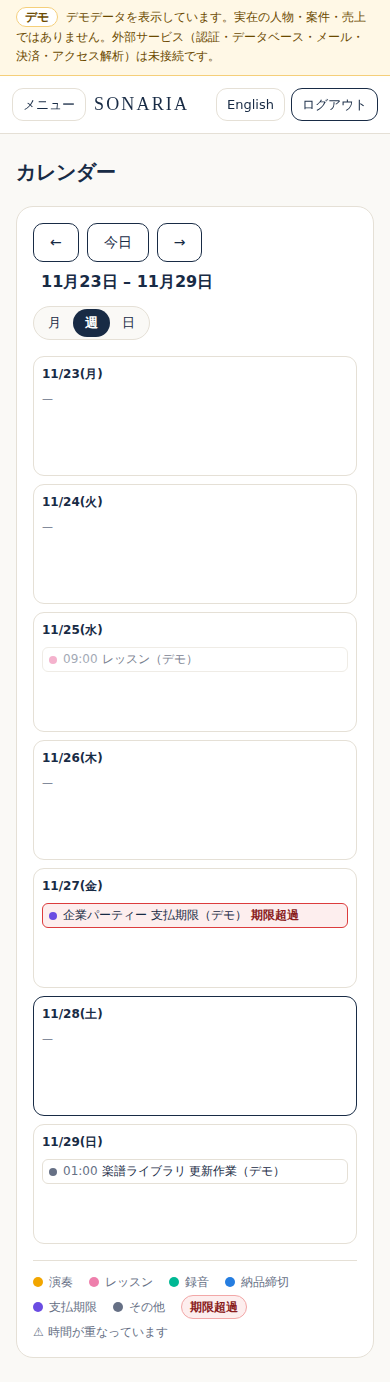 デモ デモデータを表示しています。実在の人物・案件・売上
ではありません。外部サービス（認証・データベース・メール・
決済・アクセス解析）は未接続です。
メニュー SONARIA English ログアウト
カレンダー
← 今日 →
11月23日 – 11月29日
月 週 日
11/23(月)
—
11/24(火)
—
11/25(水)
09:00 レッスン（デモ）
11/26(木)
—
11/27(金)
企業パーティー 支払期限（デモ） 期限超過
11/28(土)
—
11/29(日)
01:00 楽譜ライブラリ 更新作業（デモ）
演奏 レッスン 録音 納品締切
支払期限 その他 期限超過
⚠ 時間が重なっています